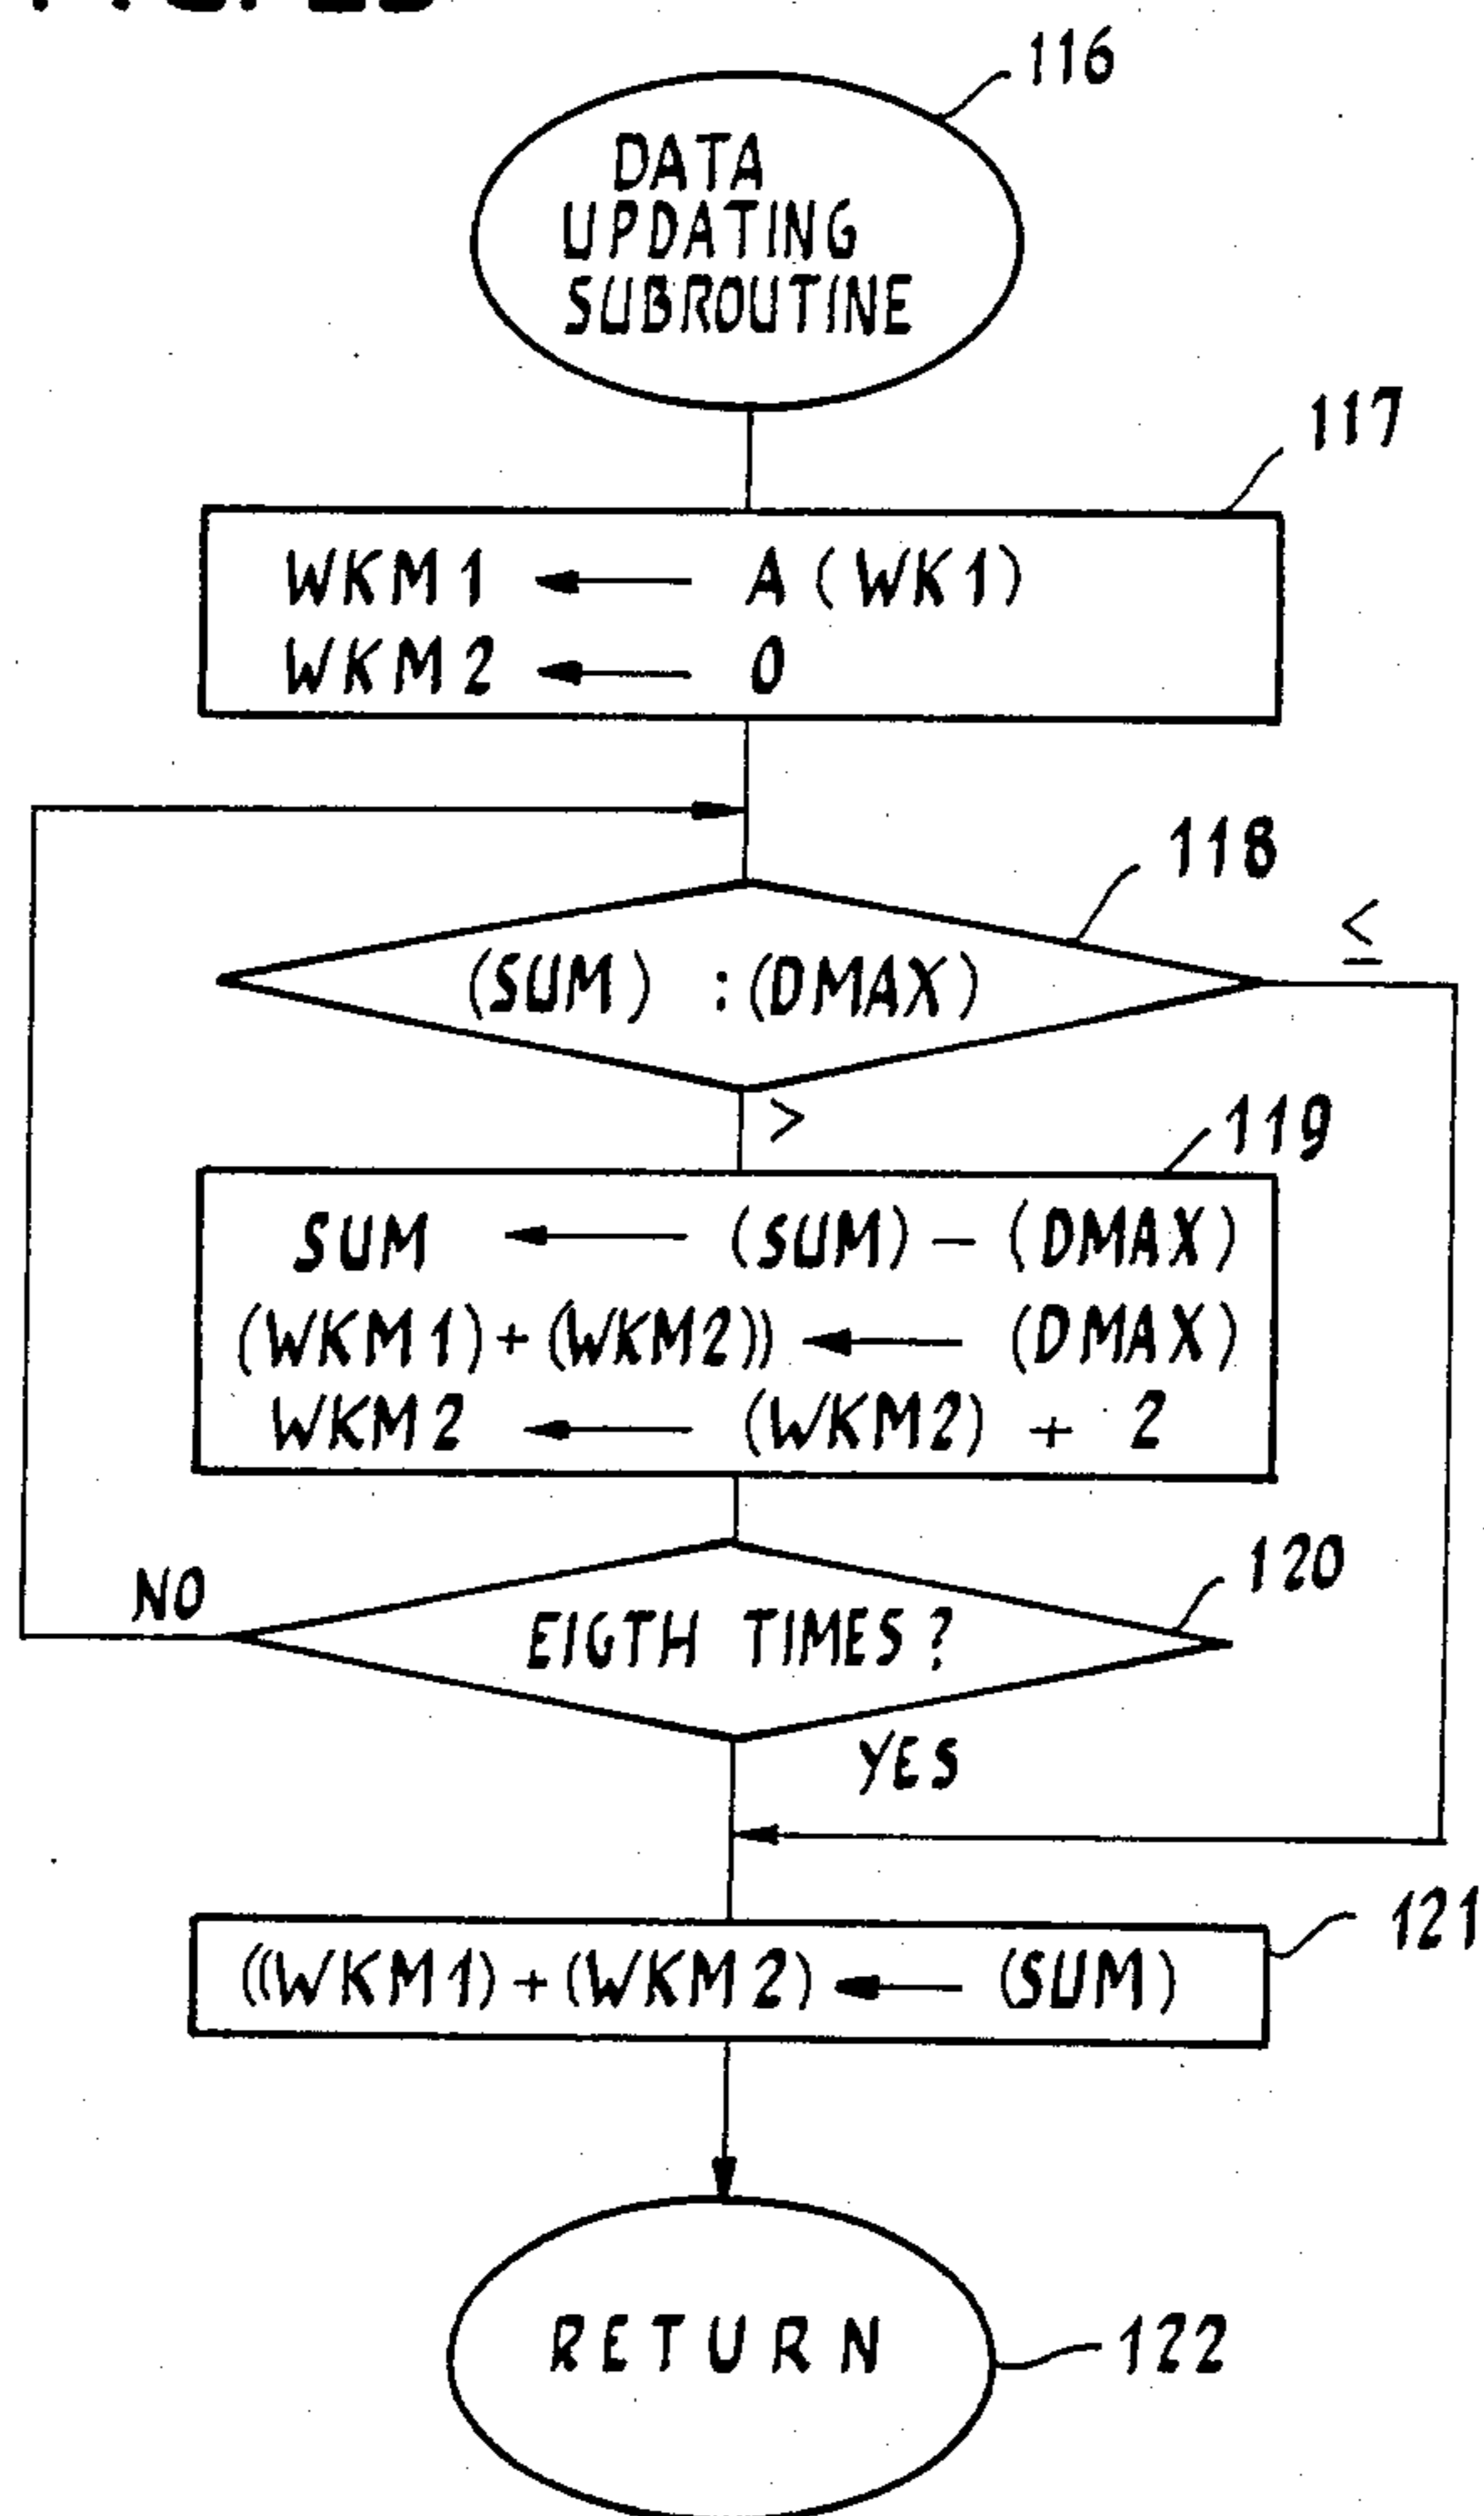 116
DATA
UPDATING
SUBROUTINE
117
WKM1 ← A (WK1)
WKM2 ← 0
118
(SUM) :(DMAX)
≤
>
119
SUM ← (SUM) - (DMAX)
(WKM1)+(WKM2)) ← (DMAX)
WKM2 ← (WKM2) + 2
120
NO
EIGTH TIMES?
YES
121
((WKM1)+(WKM2) ← (SUM)
RETURN
122